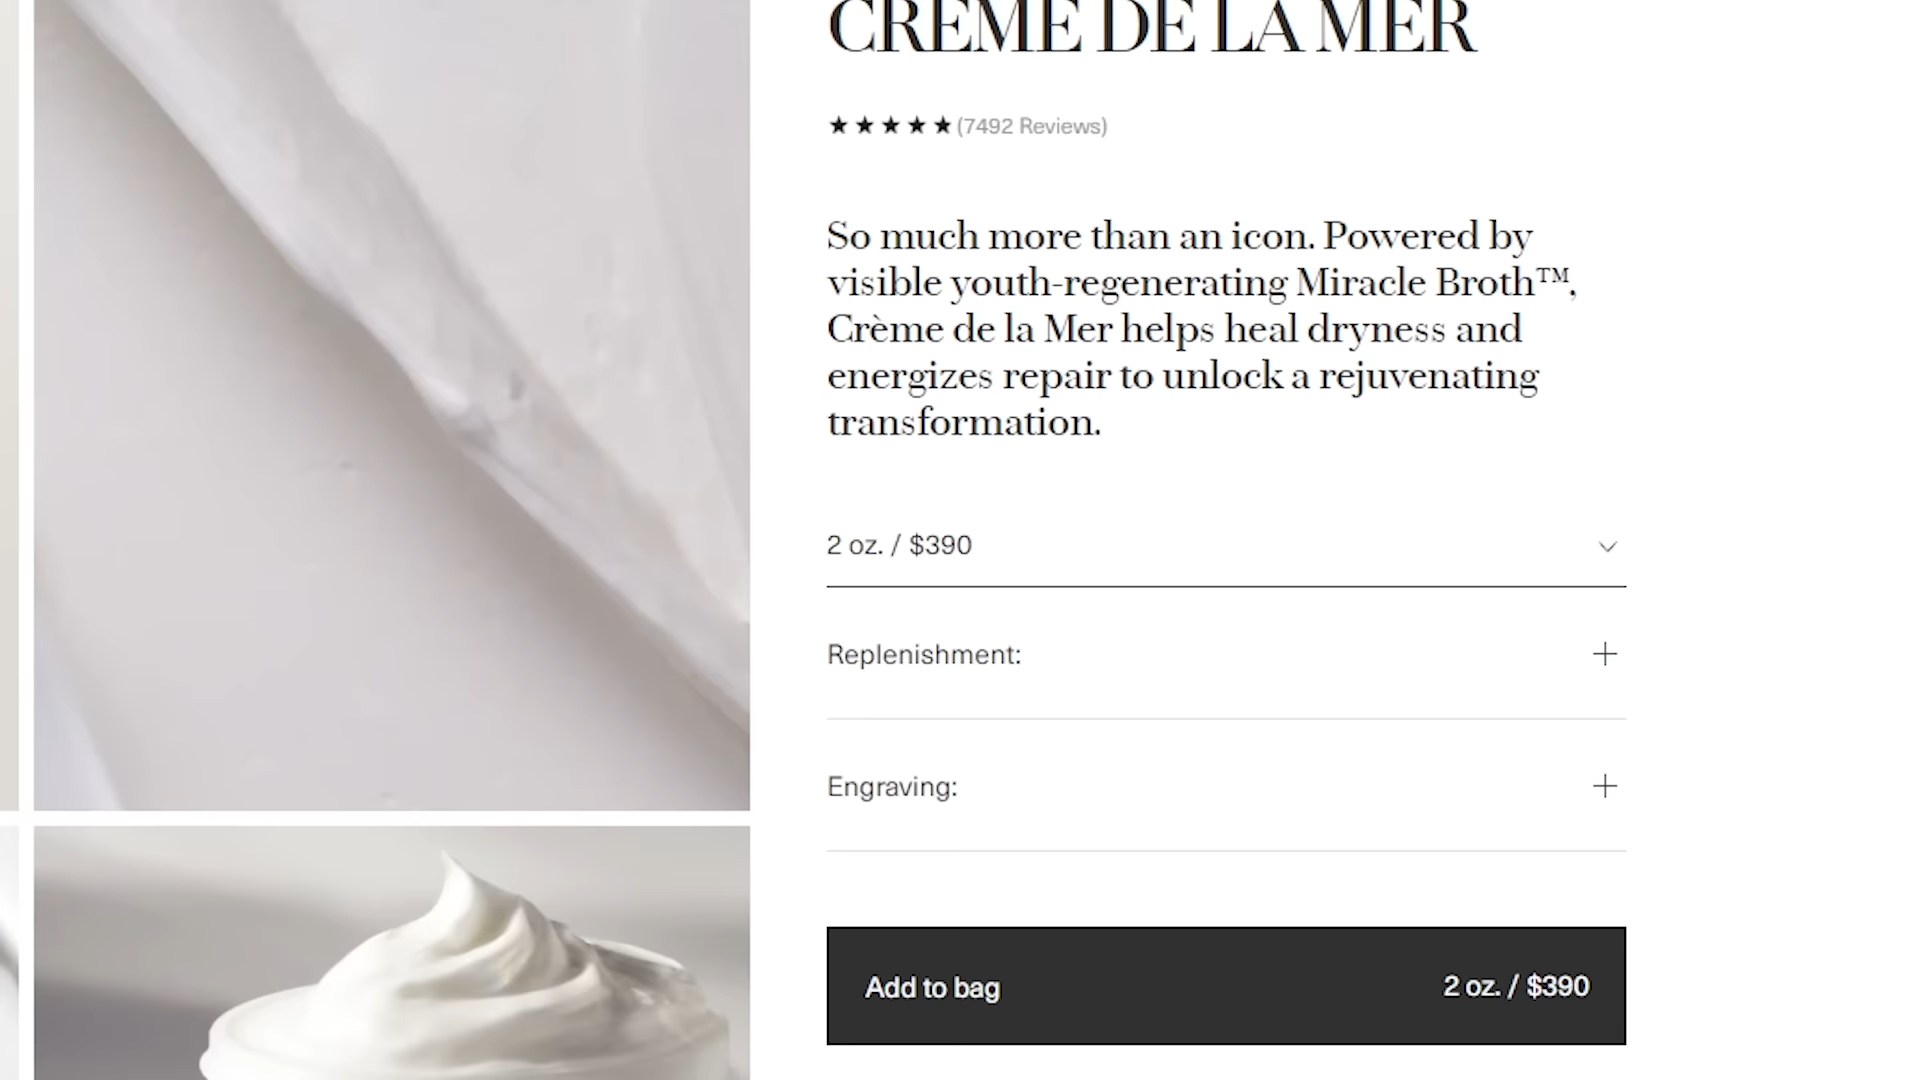 CRÈME DE LA MER
(7492 Reviews)
So much more than an icon. Powered by
visible youth-regenerating Miracle Broth™,
Crème de la Mer helps heal dryness and
energizes repair to unlock a rejuvenating
transformation.
2 oz. / $390
Replenishment:
Engraving:
Add to bag 2 oz. / $390